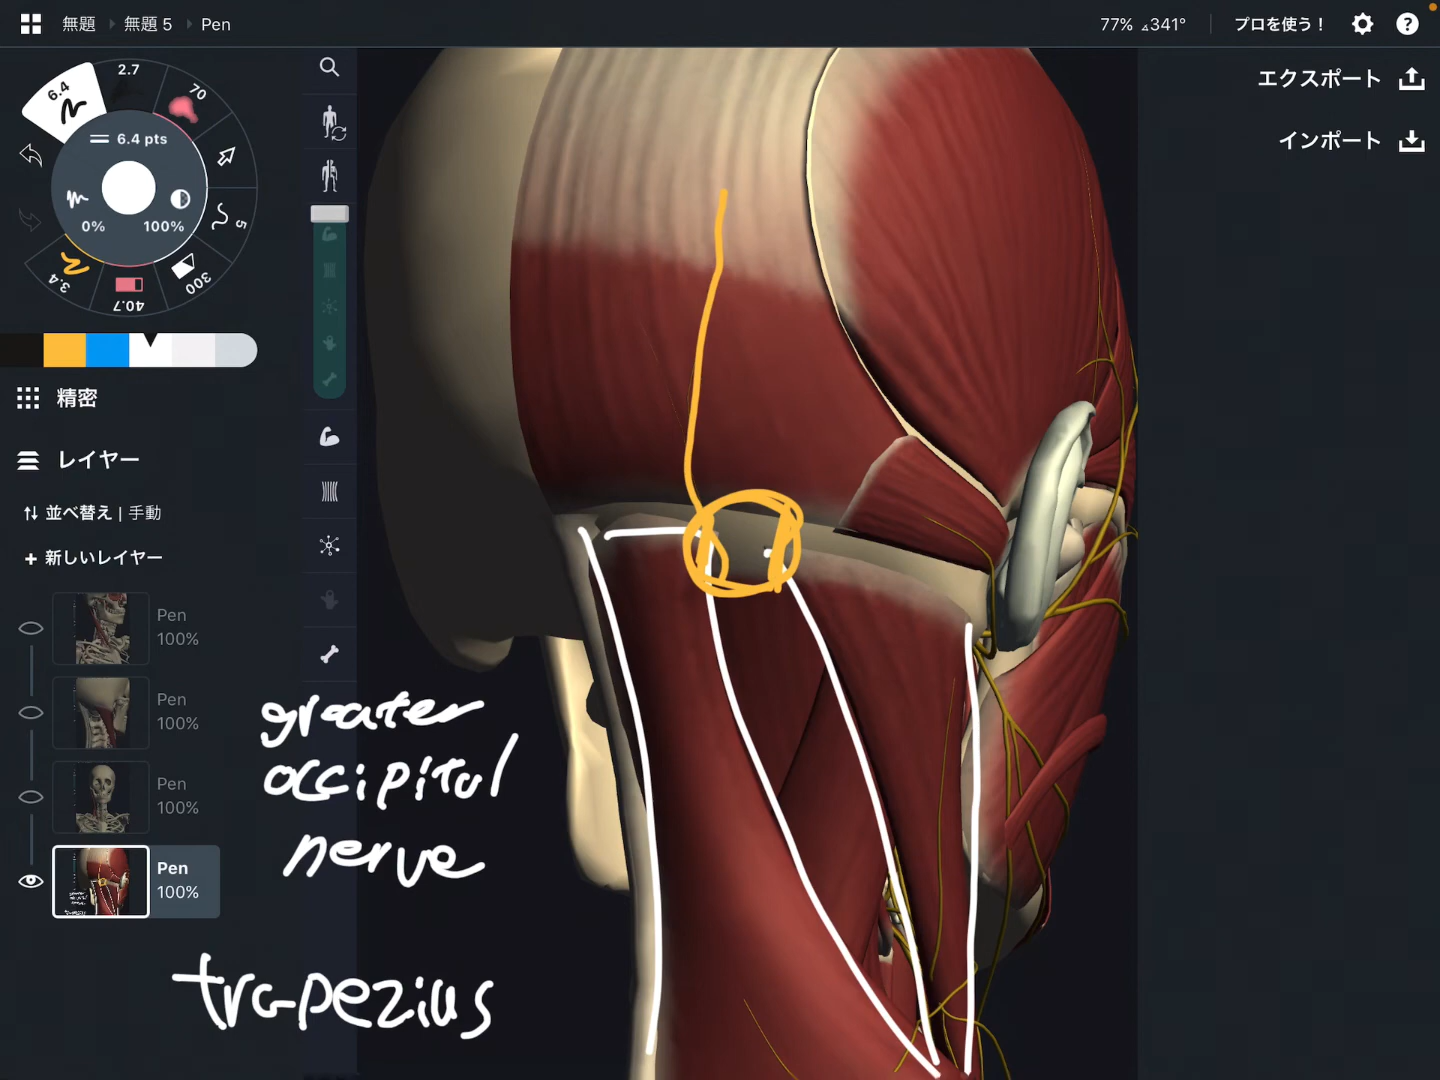 無題 無題 5 Pen
77% ⦟341° プロを使う！
エクスポート
インポート
2.7
6.4
70
6.4 pts
0% 100%
5
300
40.7
3.4
精密
レイヤー
並べ替え | 手動
+ 新しいレイヤー
Pen
100%
Pen
100%
Pen
100%
Pen
100%
greater
occipital
nerve
trapezius